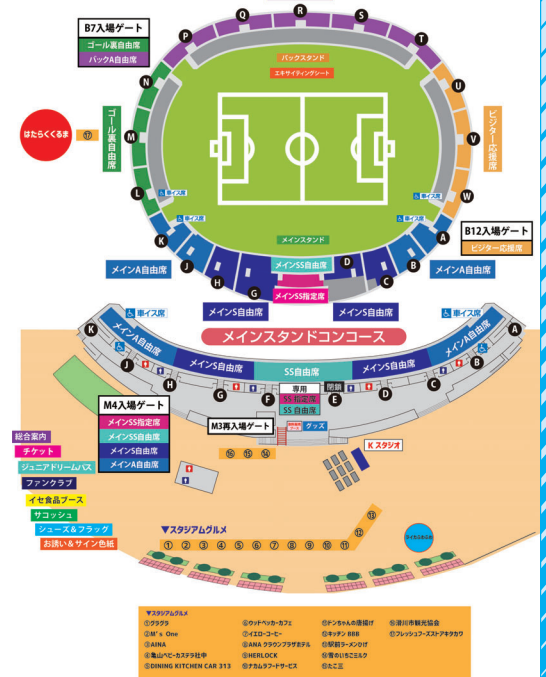 Q
R
S
B7入場ゲート
ゴール裏自由席
バックA自由席
P
T
バックスタンド
エキサイティングシート
N
U
はたらくくるま
⑰
ゴール裏自由席
M
V
ビジター応援席
L
W
車イス席
車イス席
車イス席
車イス席
K
A
B12入場ゲート
ビジター応援席
メインスタンド
メインA自由席
J
H
G
メインSS自由席
メインSS指定席
D
C
B
メインA自由席
メインS自由席
メインS自由席
車イス席
車イス席
メインスタンドコンコース
K
メインA自由席
メインS自由席
SS自由席
メインS自由席
メインA自由席
A
J
H
G
F
E
D
C
B
専用
SS指定席
SS自由席
閉鎖
M4入場ゲート
メインSS指定席
メインSS自由席
メインS自由席
メインA自由席
M3再入場ゲート
グッズ
Kスタジオ
⑯
⑮
⑭
総合案内
チケット
ジュニアドリームパス
ファンクラブ
イセ食品ブース
サコッシュ
シューズ&フラッグ
お誘い&サイン色紙
▼スタジアムグルメ
① ② ③ ④ ⑤ ⑥ ⑦ ⑧ ⑨ ⑩ ⑪ ⑫ ⑬
▼スタジアムグルメ
①グラグラ
②M's One
③AINA
④亀山ベビーカステラ社中
⑤DINING KITCHEN CAR 313
⑥ウッドペッカーカフェ
⑦イエローコーヒー
⑧ANA クラウンプラザホテル
⑨HERLOCK
⑩ナカムラフードサービス
⑪ドンちゃんの唐揚げ
⑫キッチン BBB
⑬駅前ラーメンひげ
⑭雪のいちごミルク
⑮たこ三
⑯滑川市観光協会
⑰フレッシュフーズストアキタカワ